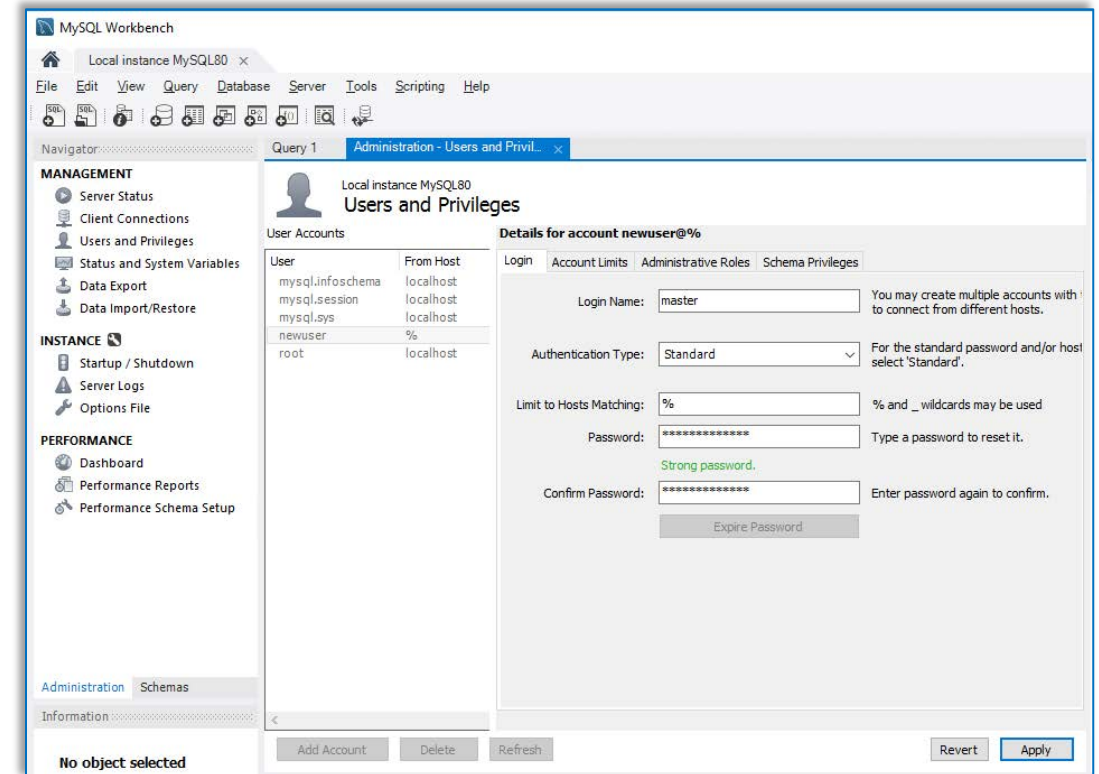 MySQL Workbench
Local instance MySQL80
File Edit View Query Database Server Tools Scripting Help
Navigator
MANAGEMENT
Server Status
Client Connections
Users and Privileges
Status and System Variables
Data Export
Data Import/Restore
INSTANCE
Startup / Shutdown
Server Logs
Options File
PERFORMANCE
Dashboard
Performance Reports
Performance Schema Setup
Administration Schemas
Information
No object selected
Query 1 Administration - Users and Privil...
Local instance MySQL80
Users and Privileges
User Accounts
User From Host
mysql.infoschema localhost
mysql.session localhost
mysql.sys localhost
newuser %
root localhost
Add Account Delete Refresh
Details for account newuser@%
Login Account Limits Administrative Roles Schema Privileges
Login Name: master You may create multiple accounts with
to connect from different hosts.
Authentication Type: Standard For the standard password and/or host
select 'Standard'.
Limit to Hosts Matching: % % and _ wildcards may be used
Password: ************* Type a password to reset it.
Strong password.
Confirm Password: ************* Enter password again to confirm.
Expire Password
Revert Apply